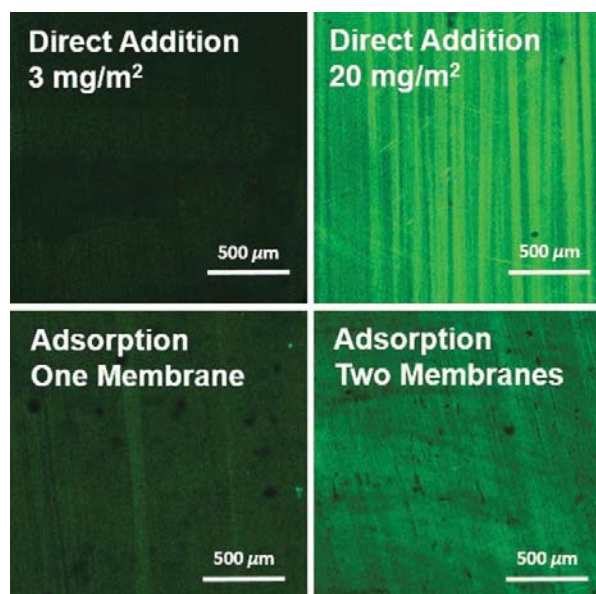 Direct Addition
3 mg/m²
500 µm
Direct Addition
20 mg/m²
500 µm
Adsorption
One Membrane
500 µm
Adsorption
Two Membranes
500 µm